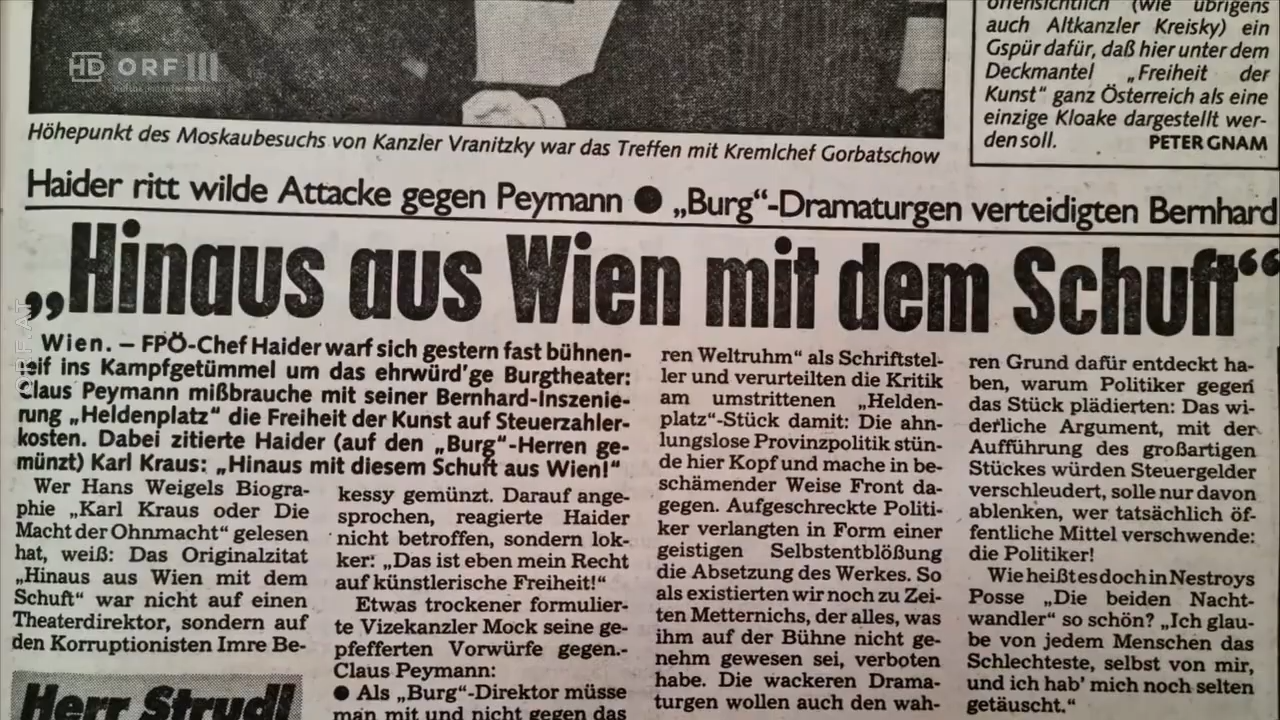 HD ORF III
Kultur und Information
ORF.AT
offensichtlich (wie übrigens
auch Altkanzler Kreisky) ein
Gspür dafür, daß hier unter dem
Deckmantel „Freiheit der
Kunst“ ganz Österreich als eine
einzige Kloake dargestellt wer-
den soll. PETER GNAM
Höhepunkt des Moskaubesuchs von Kanzler Vranitzky war das Treffen mit Kremlchef Gorbatschow
Haider ritt wilde Attacke gegen Peymann ● „Burg“-Dramaturgen verteidigten Bernhard
„Hinaus aus Wien mit dem Schuft“
Wien. – FPÖ-Chef Haider warf sich gestern fast bühnen-
reif ins Kampfgetümmel um das ehrwürd'ge Burgtheater:
Claus Peymann mißbrauche mit seiner Bernhard-Inszenie-
rung „Heldenplatz“ die Freiheit der Kunst auf Steuerzahler-
kosten. Dabei zitierte Haider (auf den „Burg“-Herren ge-
münzt) Karl Kraus: „Hinaus mit diesem Schuft aus Wien!“
Wer Hans Weigels Biogra-
phie „Karl Kraus oder Die
Macht der Ohnmacht“ gelesen
hat, weiß: Das Originalzitat
„Hinaus aus Wien mit dem
Schuft“ war nicht auf einen
Theaterdirektor, sondern auf
den Korruptionisten Imre Be-
kessy gemünzt. Darauf ange-
sprochen, reagierte Haider
nicht betroffen, sondern lok-
ker: „Das ist eben mein Recht
auf künstlerische Freiheit!“
Etwas trockener formulier-
te Vizekanzler Mock seine ge-
pfefferten Vorwürfe gegen.-
Claus Peymann:
● Als „Burg“-Direktor müsse
man mit und nicht gegen das
ren Weltruhm“ als Schriftstel-
ler und verurteilten die Kritik
am umstrittenen „Helden-
platz“-Stück damit: Die ah-
nungslose Provinzpolitik stün-
de hier Kopf und mache in be-
schämender Weise Front da-
gegen. Aufgeschreckte Politi-
ker verlangten in Form einer
geistigen Selbstentblößung
die Absetzung des Werkes. So
als existierten wir noch zu Zei-
ten Metternichs, der alles, was
ihm auf der Bühne nicht ge-
nehm gewesen sei, verboten
habe. Die wackeren Drama-
turgen wollen auch den wah-
ren Grund dafür entdeckt ha-
ben, warum Politiker gegen
das Stück plädierten: Das wi-
derliche Argument, mit der
Aufführung des großartigen
Stückes würden Steuergelder
verschleudert, solle nur davon
ablenken, wer tatsächlich öf-
fentliche Mittel verschwende:
die Politiker!
Wie heißt es doch in Nestroys
Posse „Die beiden Nacht-
wandler“ so schön? „Ich glau-
be von jedem Menschen das
Schlechteste, selbst von mir,
und ich hab' mich noch selten
getäuscht.“
Herr Strudl